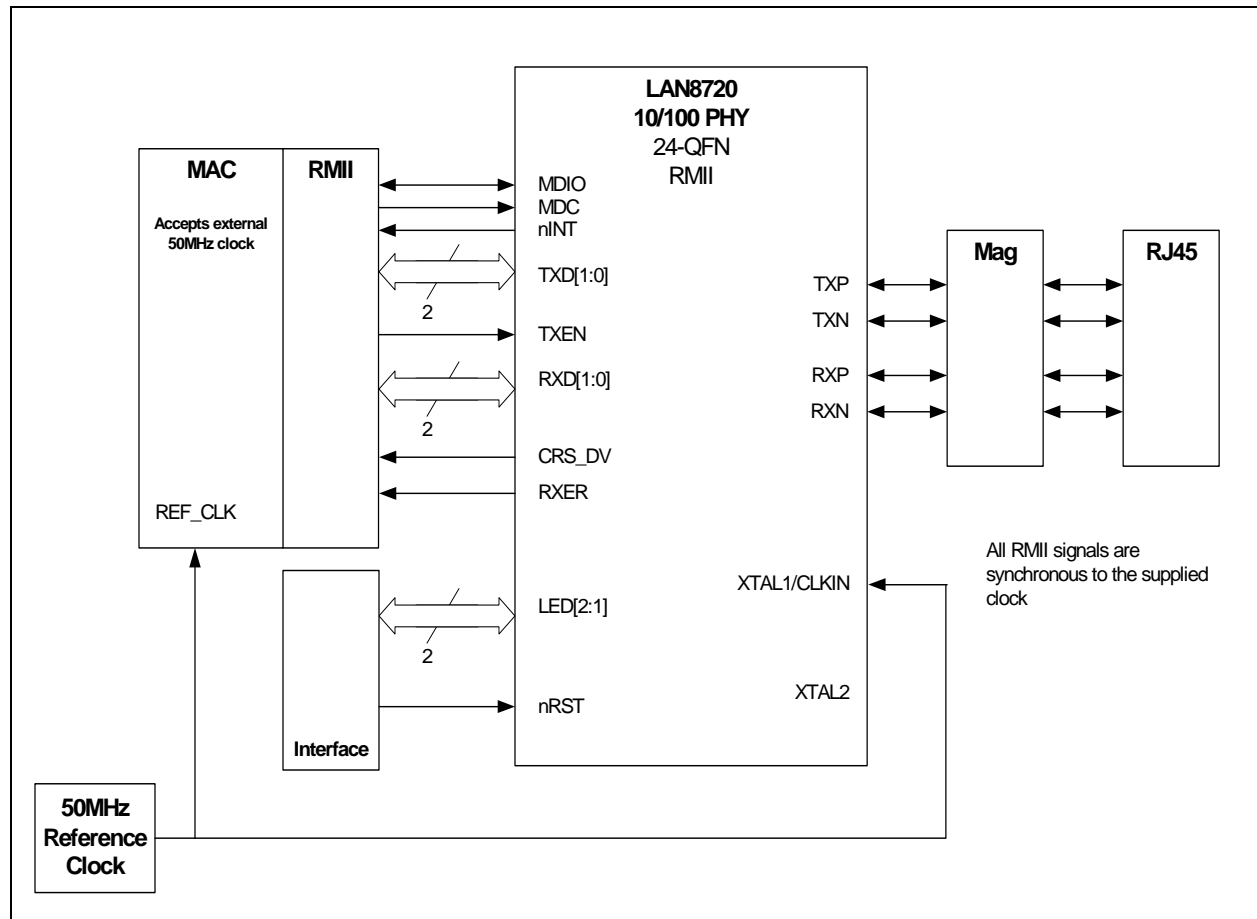 LAN8720
10/100 PHY
24-QFN
RMII
MAC
RMII
Accepts external
50MHz clock
REF_CLK
MDIO
MDC
nINT
TXD[1:0]
2
TXEN
RXD[1:0]
2
CRS_DV
RXER
LED[2:1]
2
nRST
Interface
TXP
TXN
RXP
RXN
XTAL1/CLKIN
XTAL2
Mag
RJ45
All RMII signals are
synchronous to the supplied
clock
50MHz
Reference
Clock